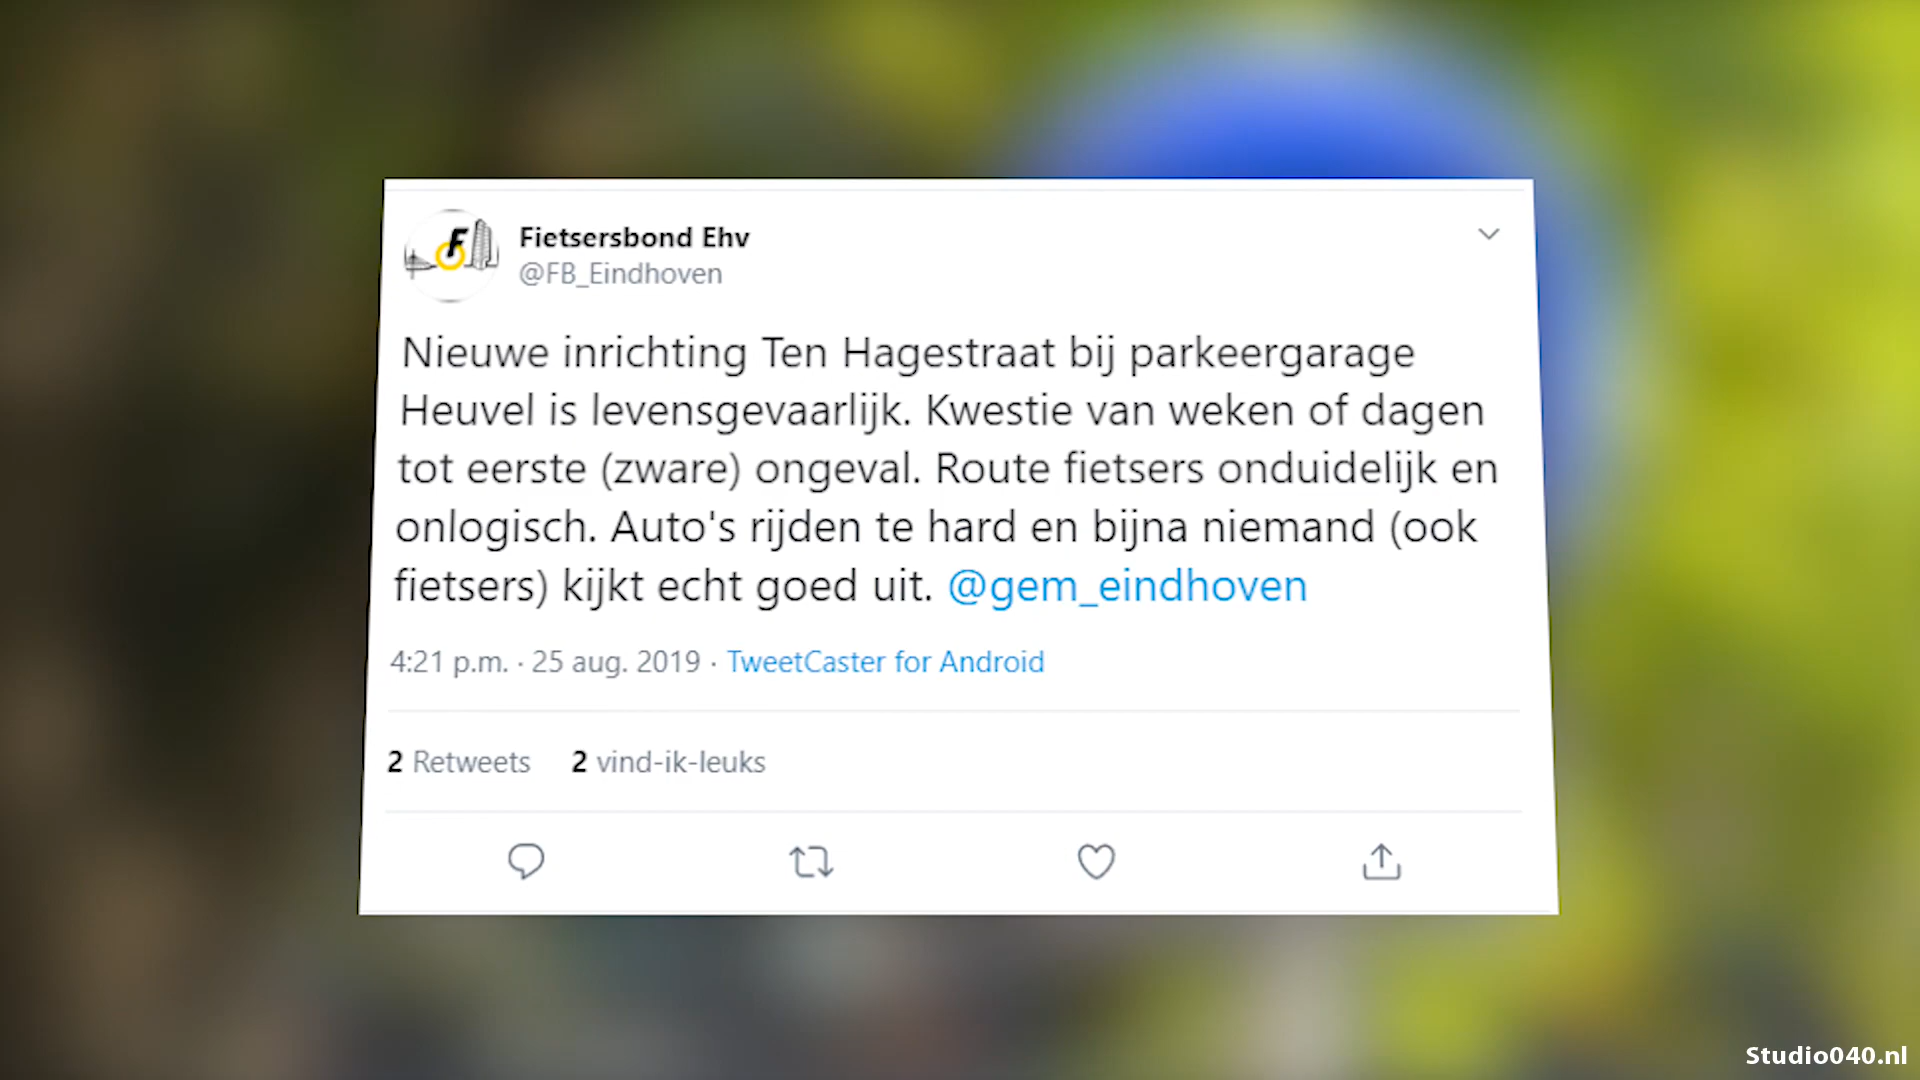 Fietsersbond Ehv
@FB_Eindhoven
Nieuwe inrichting Ten Hagestraat bij parkeergarage
Heuvel is levensgevaarlijk. Kwestie van weken of dagen
tot eerste (zware) ongeval. Route fietsers onduidelijk en
onlogisch. Auto's rijden te hard en bijna niemand (ook
fietsers) kijkt echt goed uit. @gem_eindhoven
4:21 p.m. · 25 aug. 2019 · TweetCaster for Android
2 Retweets 2 vind-ik-leuks
Studio040.nl